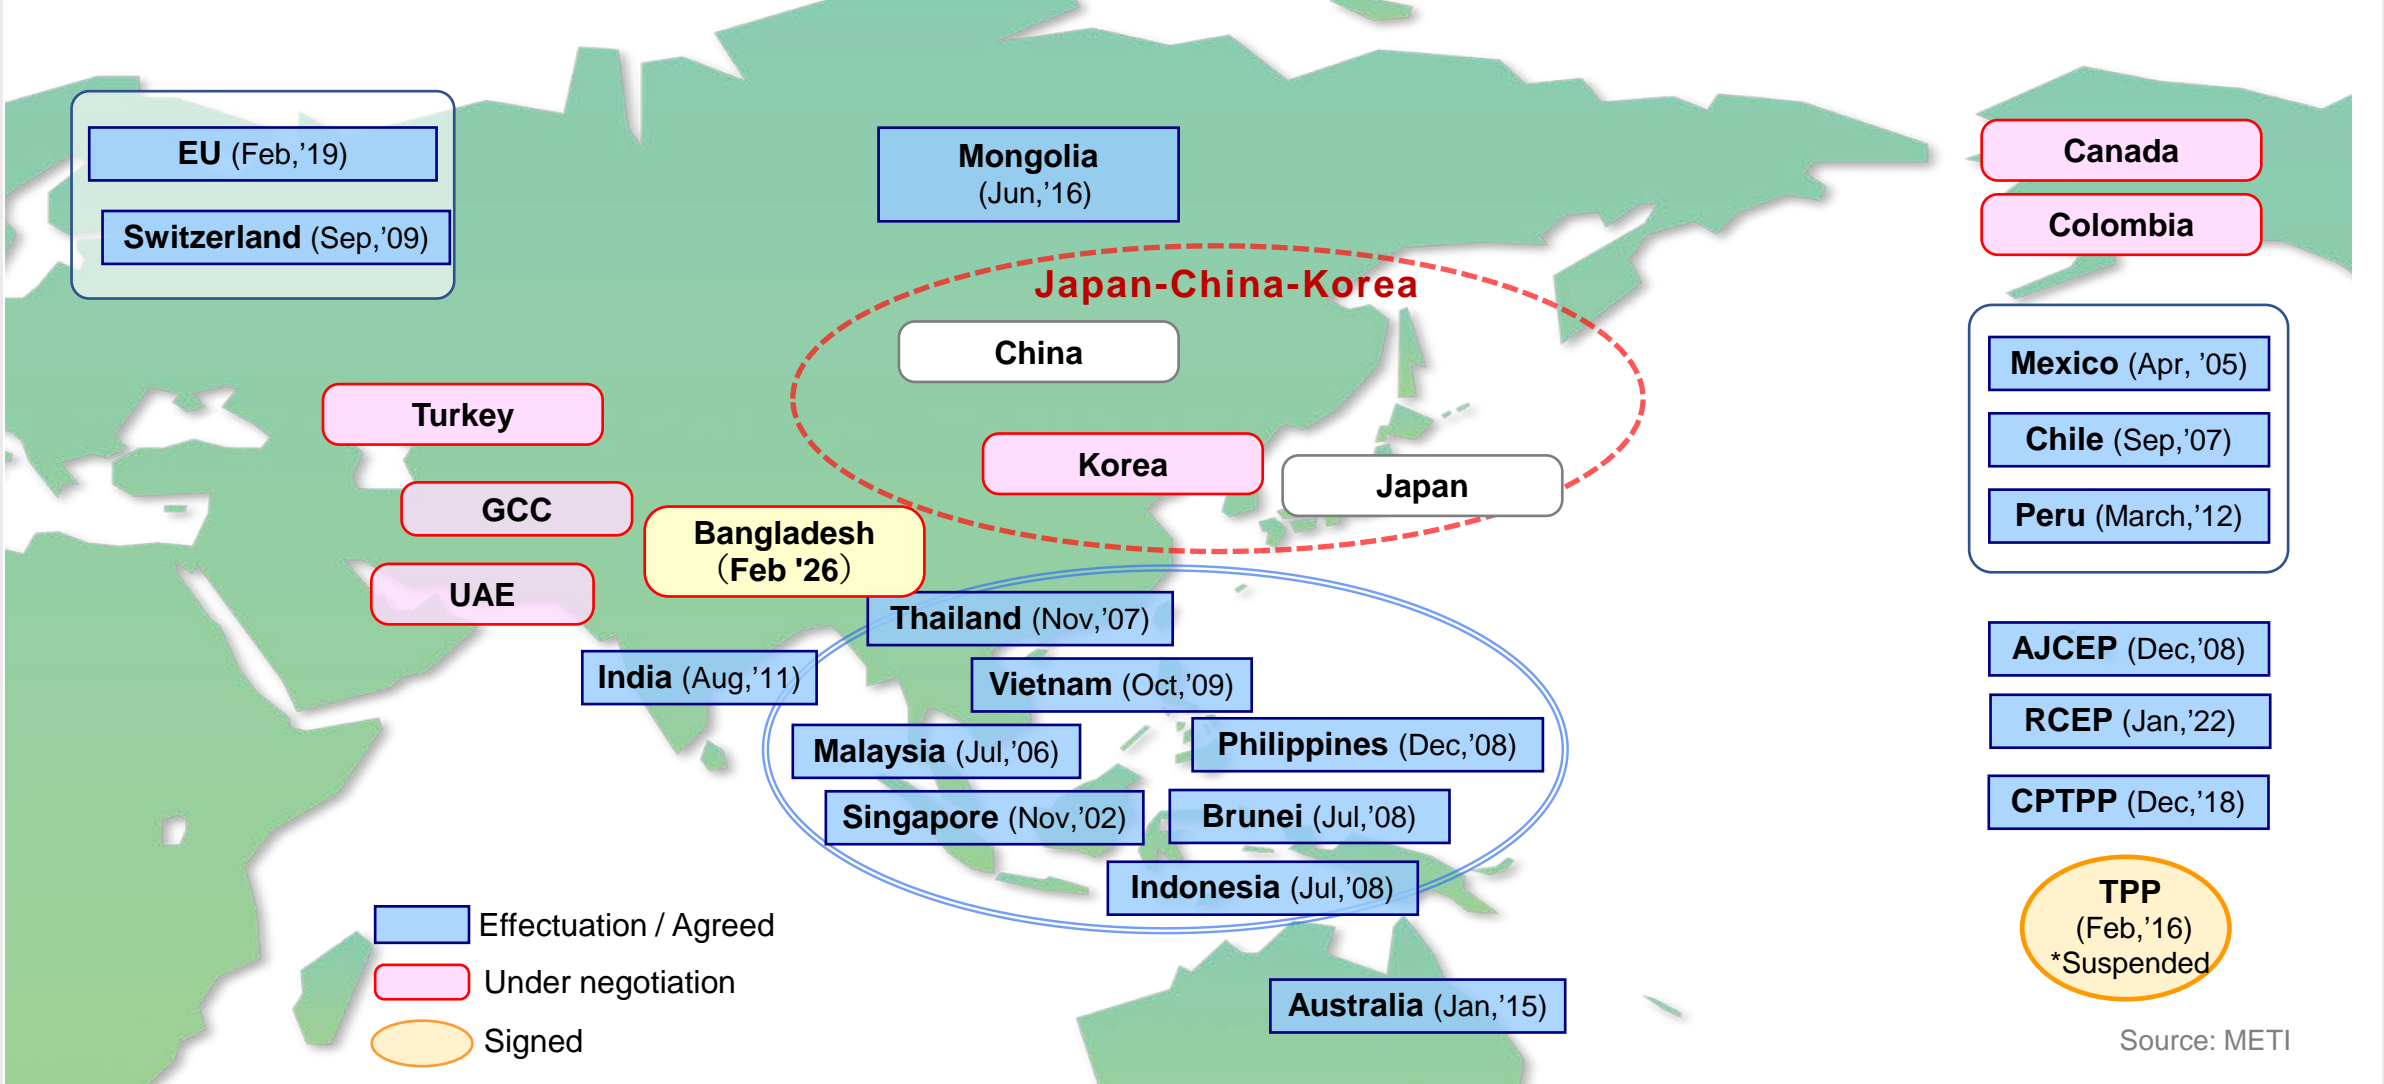 EU (Feb,’19)
Switzerland (Sep,’09)
Mongolia
(Jun,’16)
Canada
Colombia
Japan-China-Korea
China
Korea
Japan
Turkey
GCC
UAE
Bangladesh
（Feb '26）
Mexico (Apr, ’05)
Chile (Sep,’07)
Peru (March,’12)
Thailand (Nov,’07)
India (Aug,’11)
Vietnam (Oct,’09)
Malaysia (Jul,’06)
Philippines (Dec,’08)
Singapore (Nov,’02)
Brunei (Jul,’08)
Indonesia (Jul,’08)
Australia (Jan,’15)
AJCEP (Dec,’08)
RCEP (Jan,’22)
CPTPP (Dec,’18)
TPP
(Feb,’16)
*Suspended
Effectuation / Agreed
Under negotiation
Signed
Source: METI